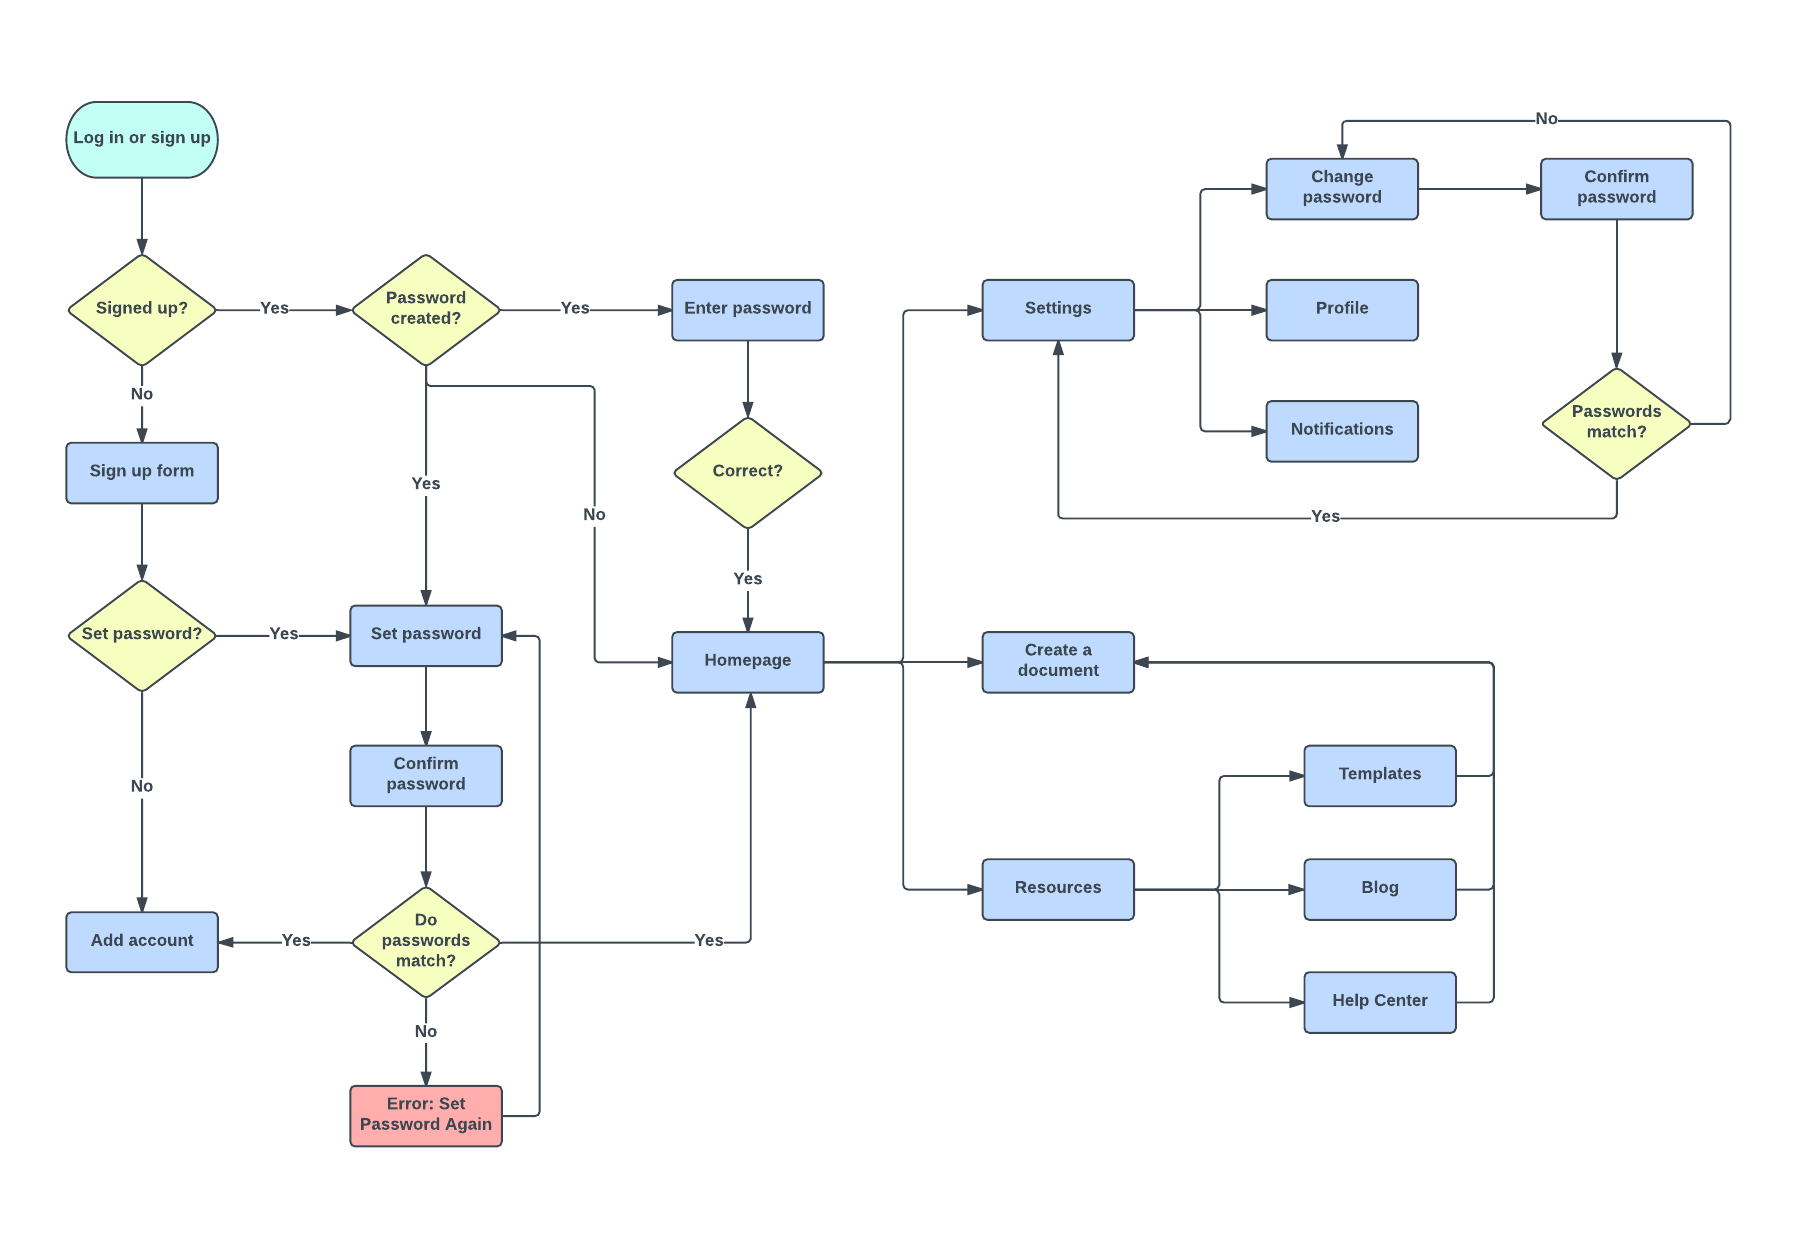 Log in or sign up
Signed up?
Yes
Password
created?
Yes
Enter password
No
Sign up form
Yes
No
Correct?
Yes
Set password?
Yes
Set password
Homepage
No
Confirm
password
Add account
Yes
Do
passwords
match?
Yes
No
Error: Set
Password Again
No
Change
password
Confirm
password
Settings
Profile
Notifications
Passwords
match?
Yes
Create a
document
Templates
Resources
Blog
Help Center